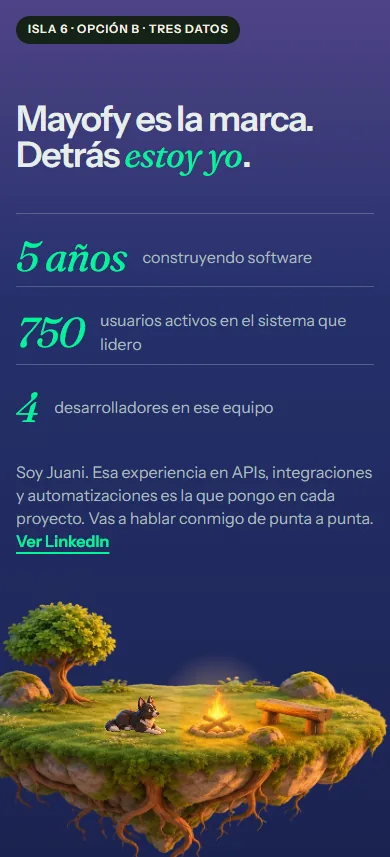 ISLA 6 · OPCIÓN B · TRES DATOS
Mayofy es la marca.
Detrás estoy yo.
5 años construyendo software
750 usuarios activos en el sistema que
lidero
4 desarrolladores en ese equipo
Soy Juani. Esa experiencia en APIs, integraciones
y automatizaciones es la que pongo en cada
proyecto. Vas a hablar conmigo de punta a punta.
Ver LinkedIn